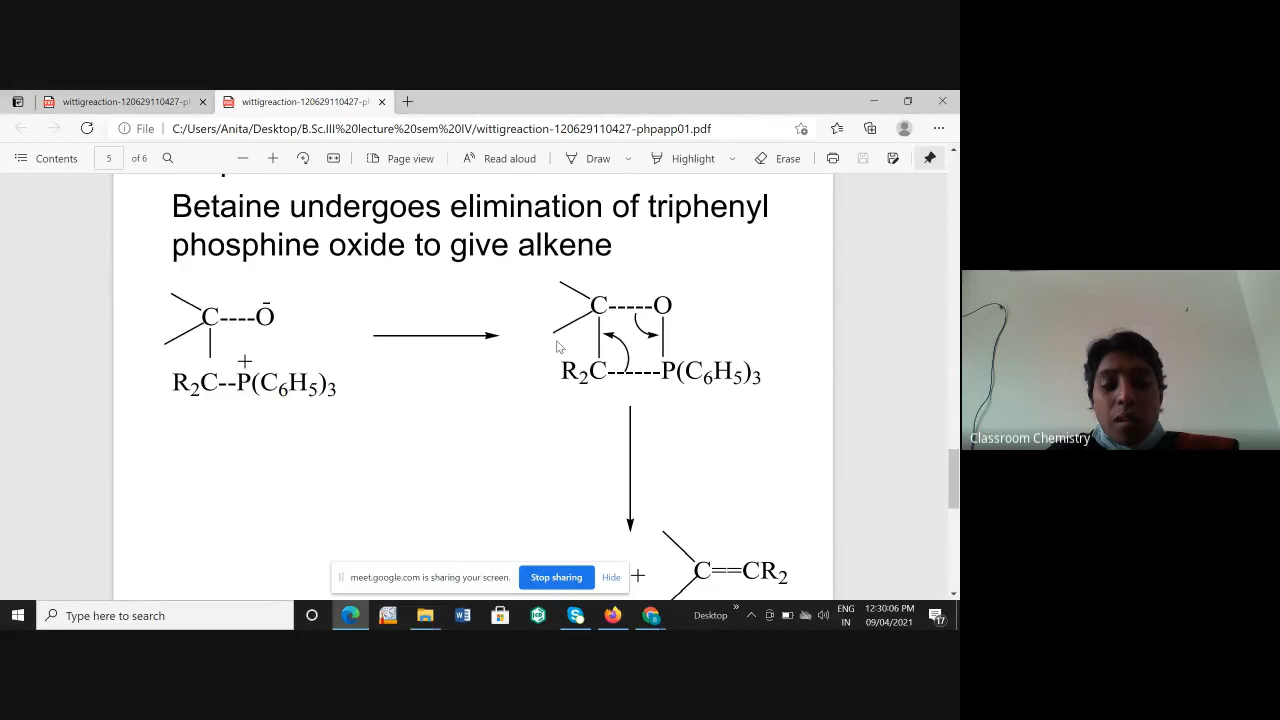 wittigreaction-120629110427-ph
wittigreaction-120629110427-ph
File
C:/Users/Anita/Desktop/B.Sc.III%20lecture%20sem%20IV/wittigreaction-120629110427-phpapp01.pdf
Contents
5
of 6
Page view
Read aloud
Draw
Highlight
Erase
Betaine undergoes elimination of triphenyl
phosphine oxide to give alkene
C----Ō
+
R₂C--P(C₆H₅)₃
C-----O
R₂C------P(C₆H₅)₃
+
C==CR₂
meet.google.com is sharing your screen.
Stop sharing
Hide
Classroom Chemistry
Type here to search
Desktop
ENG
IN
12:30:06 PM
09/04/2021
17